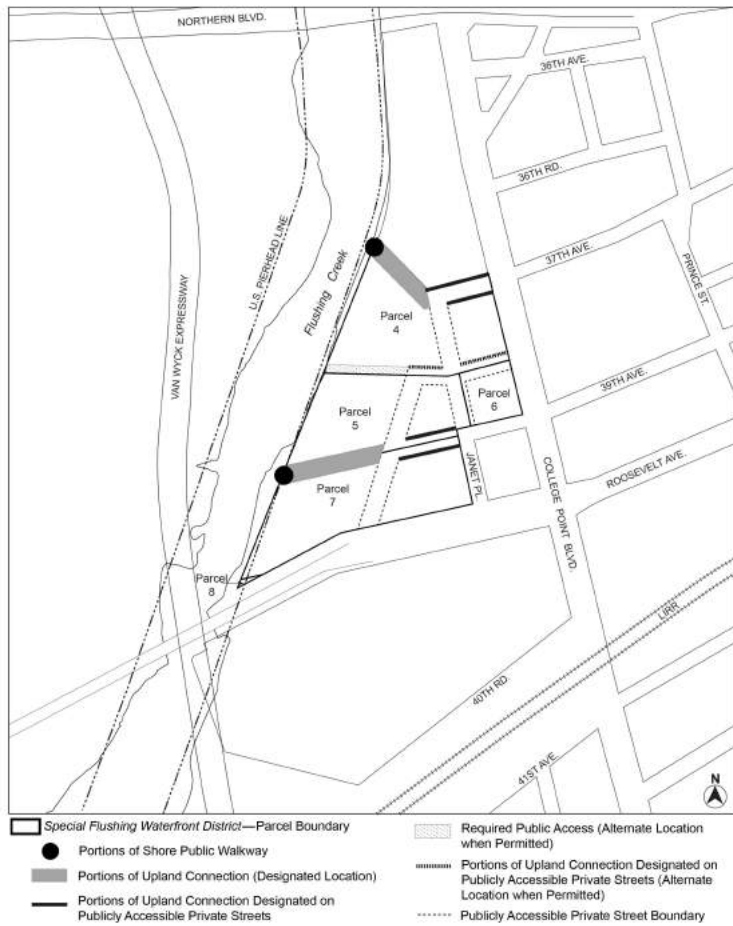 NORTHERN BLVD.
36TH AVE.
36TH RD.
37TH AVE.
PRINCE ST.
U.S. PIERHEAD LINE
Flushing Creek
VAN WYCK EXPRESSWAY
Parcel
4
39TH AVE.
Parcel
5
Parcel
6
JANET PL.
COLLEGE POINT BLVD.
ROOSEVELT AVE.
Parcel
7
Parcel
8
LIRR
40TH RD.
41ST AVE.
N
Special Flushing Waterfront District—Parcel Boundary
Portions of Shore Public Walkway
Portions of Upland Connection (Designated Location)
Portions of Upland Connection Designated on
Publicly Accessible Private Streets
Required Public Access (Alternate Location
when Permitted)
Portions of Upland Connection Designated on
Publicly Accessible Private Streets (Alternate
Location when Permitted)
Publicly Accessible Private Street Boundary